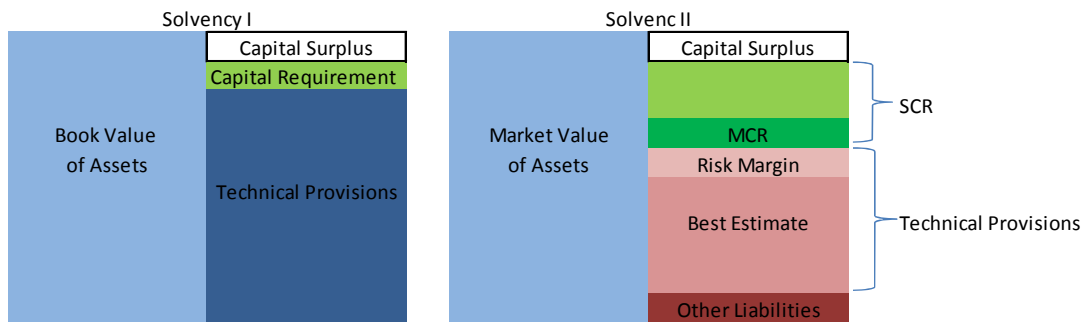 Solvency I
Solvenc II
Capital Surplus
Capital Requirement
Book Value
of Assets
Technical Provisions
Capital Surplus
SCR
MCR
Market Value
of Assets
Risk Margin
Best Estimate
Technical Provisions
Other Liabilities